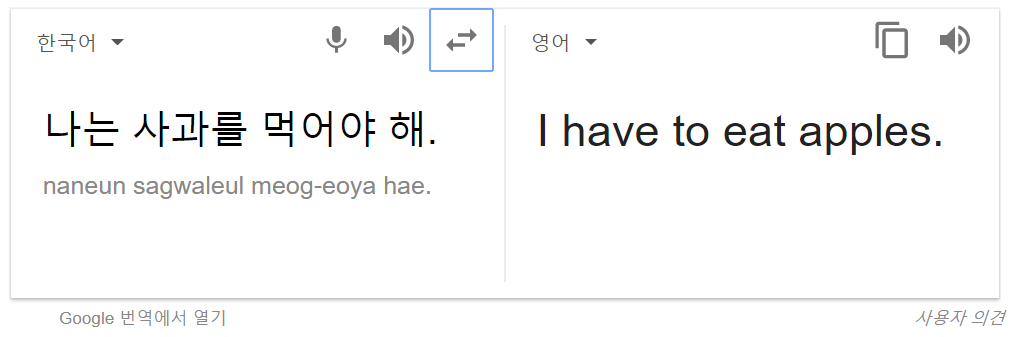 한국어
영어
나는 사과를 먹어야 해.
naneun sagwaleul meog-eoya hae.
I have to eat apples.
Google 번역에서 열기
사용자 의견